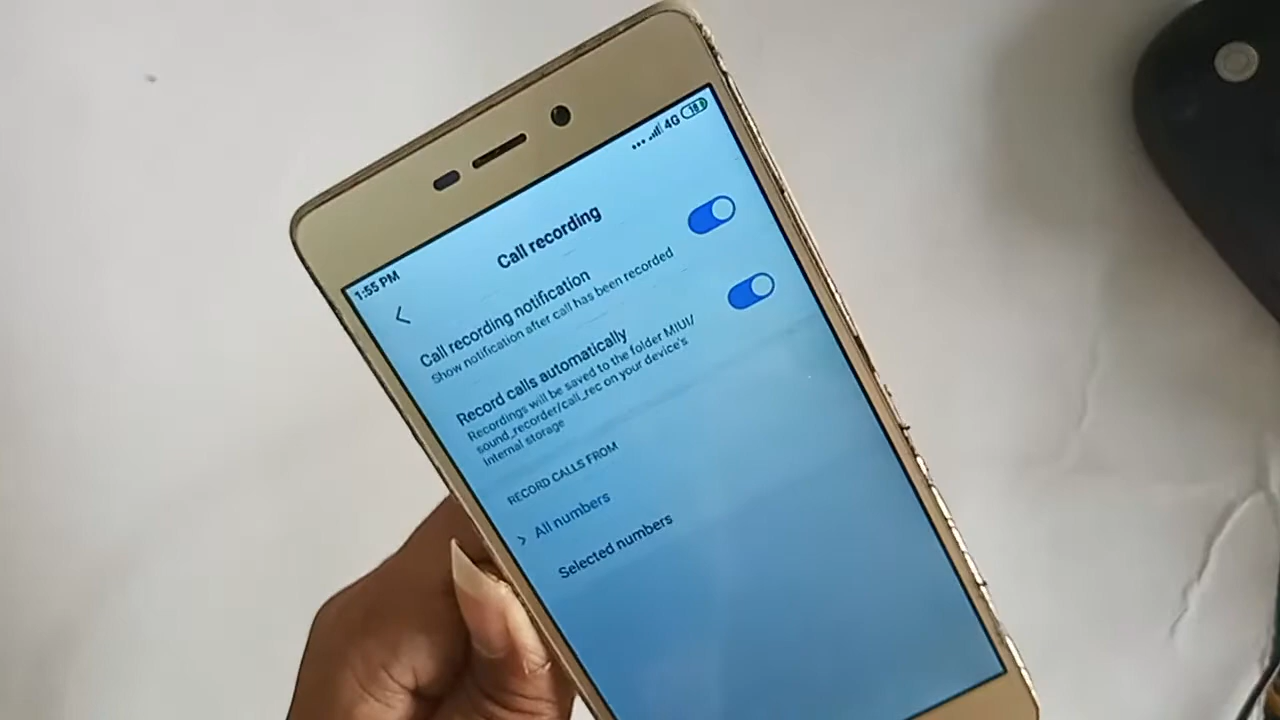 1:55 PM
4G 18
Call recording
Call recording notification
Show notification after call has been recorded
Record calls automatically
Recordings will be saved to the folder MIUI/
sound_recorder/call_rec on your device's
internal storage
RECORD CALLS FROM
All numbers
Selected numbers